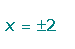 x = ±2